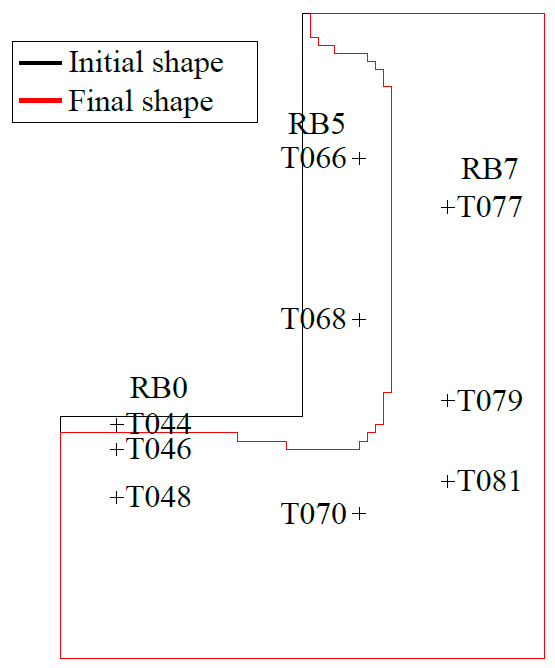 Initial shape
Final shape
RB5
T066
RB7
T077
T068
RB0
T044
T079
T046
T081
T048
T070